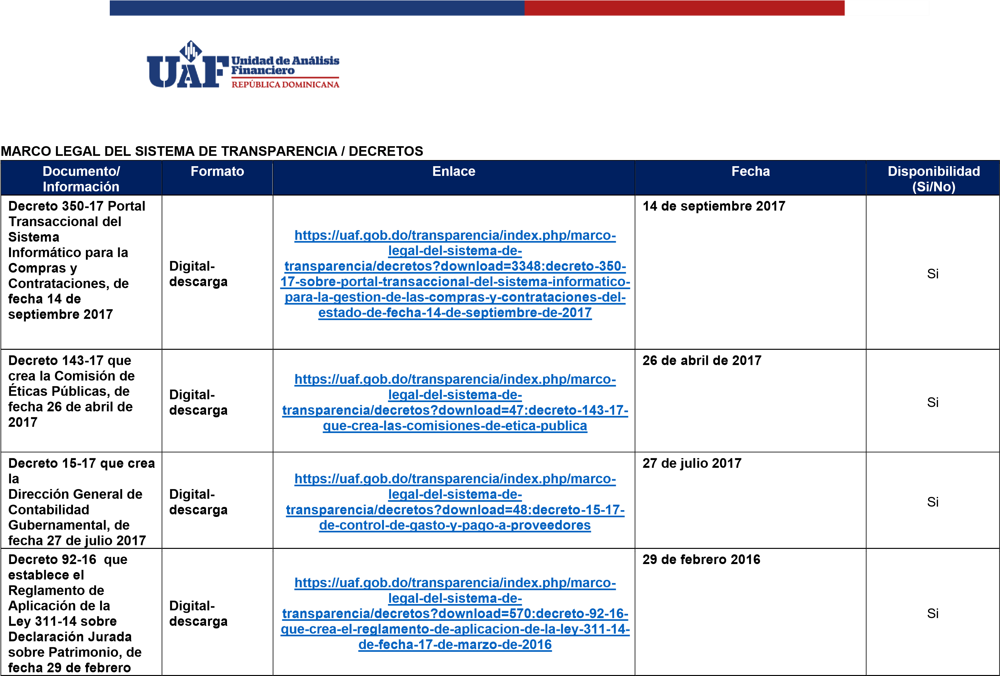 UAF
Unidad de Análisis
Financiero
REPÚBLICA DOMINICANA
MARCO LEGAL DEL SISTEMA DE TRANSPARENCIA / DECRETOS
Documento/
Información
Formato
Enlace
Fecha
Disponibilidad
(Si/No)
Decreto 350-17 Portal
Transaccional del
Sistema
Informático para la
Compras y
Contrataciones, de
fecha 14 de
septiembre 2017
Digital-
descarga
https://uaf.gob.do/transparencia/index.php/marco-
legal-del-sistema-de-
transparencia/decretos?download=3348:decreto-350-
17-sobre-portal-transaccional-del-sistema-informatico-
para-la-gestion-de-las-compras-y-contrataciones-del-
estado-de-fecha-14-de-septiembre-de-2017
14 de septiembre 2017
Si
Decreto 143-17 que
crea la Comisión de
Éticas Públicas, de
fecha 26 de abril de
2017
Digital-
descarga
https://uaf.gob.do/transparencia/index.php/marco-
legal-del-sistema-de-
transparencia/decretos?download=47:decreto-143-17-
que-crea-las-comisiones-de-etica-publica
26 de abril de 2017
Si
Decreto 15-17 que crea
la
Dirección General de
Contabilidad
Gubernamental, de
fecha 27 de julio 2017
Digital-
descarga
https://uaf.gob.do/transparencia/index.php/marco-
legal-del-sistema-de-
transparencia/decretos?download=48:decreto-15-17-
de-control-de-gasto-y-pago-a-proveedores
27 de julio 2017
Si
Decreto 92-16  que
establece el
Reglamento de
Aplicación de la
Ley 311-14 sobre
Declaración Jurada
sobre Patrimonio, de
fecha 29 de febrero
Digital-
descarga
https://uaf.gob.do/transparencia/index.php/marco-
legal-del-sistema-de-
transparencia/decretos?download=570:decreto-92-16-
que-crea-el-reglamento-de-aplicacion-de-la-ley-311-14-
de-fecha-17-de-marzo-de-2016
29 de febrero 2016
Si